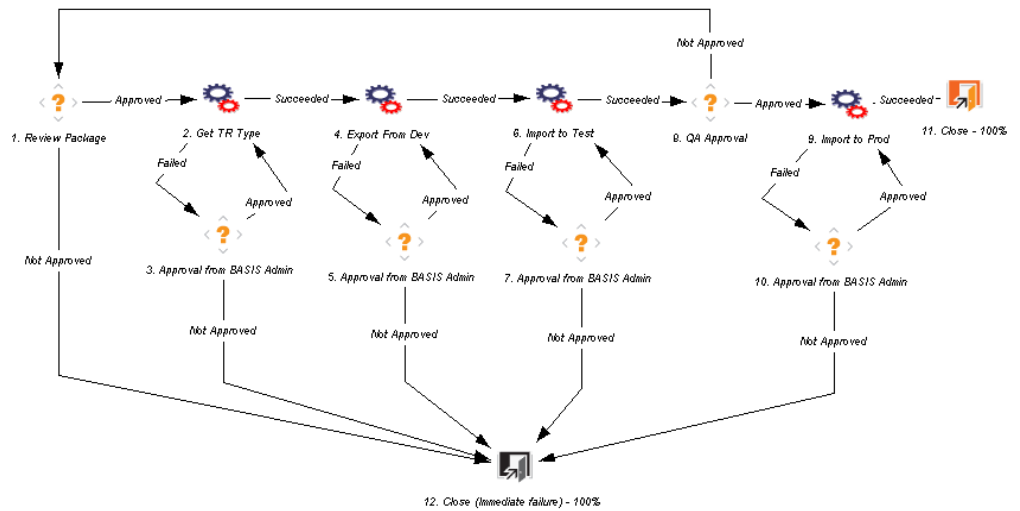 Not Approved
Approved
Succeeded
Succeeded
Succeeded
Approved
Succeeded
1. Review Package
2. Get TR Type
4. Export From Dev
6. Import to Test
8. QA Approval
9. Import to Prod
11. Close - 100%
Failed
Approved
Failed
Approved
Failed
Approved
Failed
Approved
Not Approved
3. Approval from BASIS Admin
5. Approval from BASIS Admin
7. Approval from BASIS Admin
10. Approval from BASIS Admin
Not Approved
Not Approved
Not Approved
Not Approved
12. Close (Immediate failure) - 100%